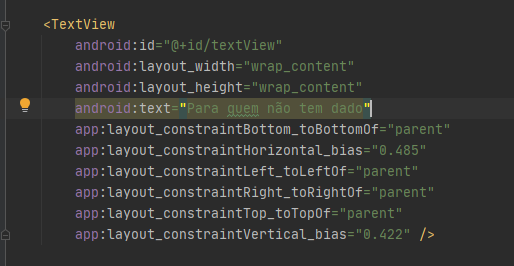 <TextView
android:id="@+id/textView"
android:layout_width="wrap_content"
android:layout_height="wrap_content"
android:text="Para quem não tem dado"
app:layout_constraintBottom_toBottomOf="parent"
app:layout_constraintHorizontal_bias="0.485"
app:layout_constraintLeft_toLeftOf="parent"
app:layout_constraintRight_toRightOf="parent"
app:layout_constraintTop_toTopOf="parent"
app:layout_constraintVertical_bias="0.422" />